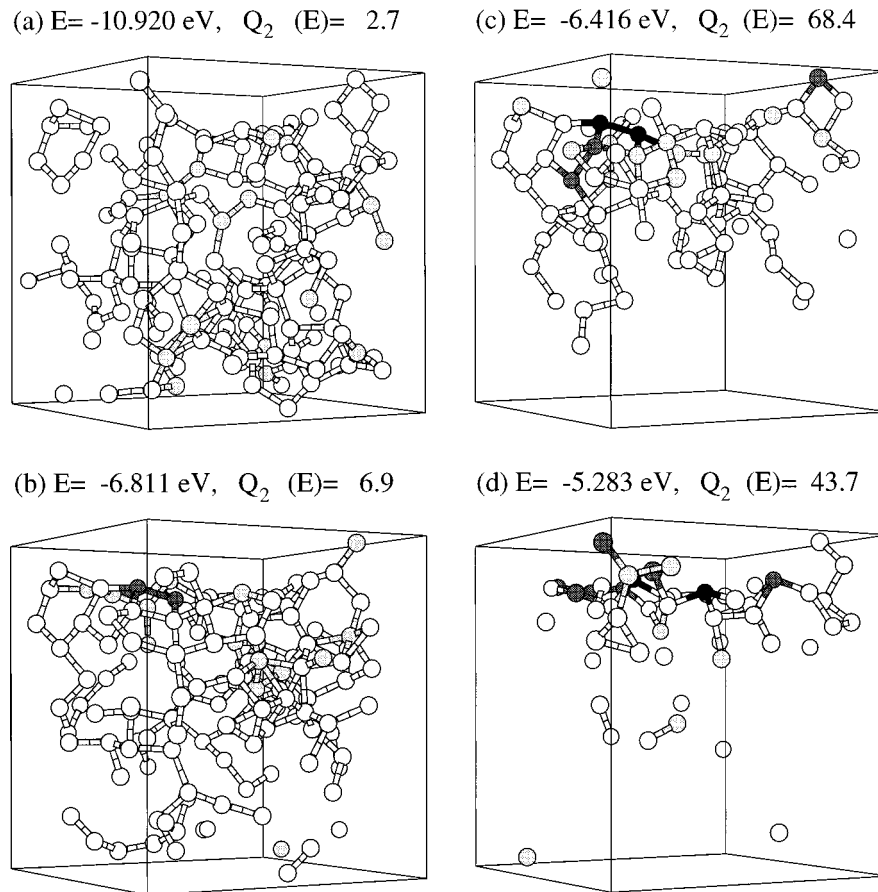 (a) E= -10.920 eV, Q₂ (E)= 2.7
(c) E= -6.416 eV, Q₂ (E)= 68.4
(b) E= -6.811 eV, Q₂ (E)= 6.9
(d) E= -5.283 eV, Q₂ (E)= 43.7